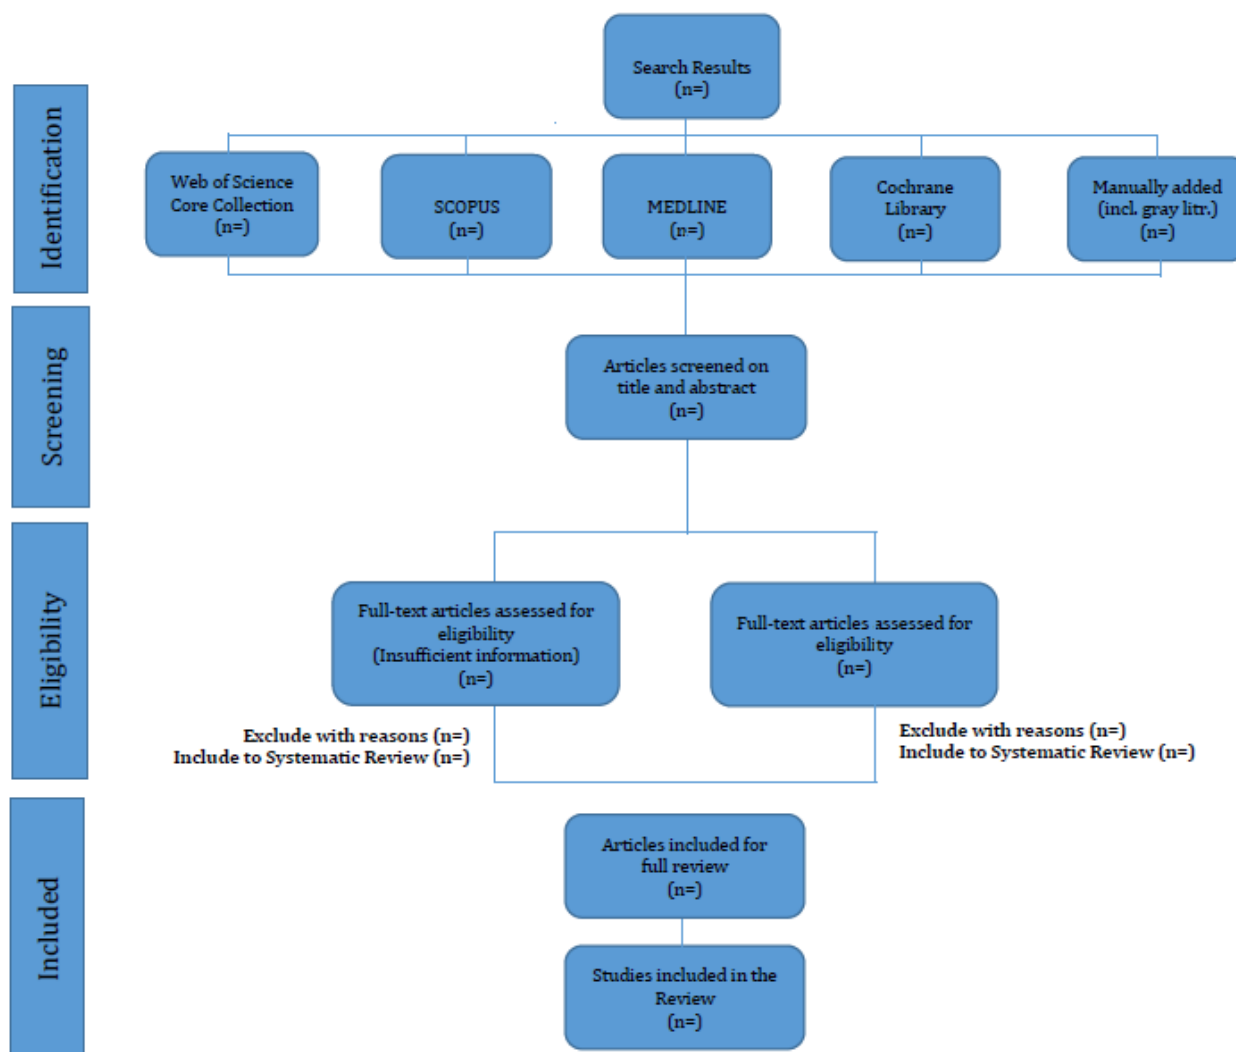 Search Results
(n=)
Identification
Web of Science
Core Collection
(n=)
SCOPUS
(n=)
MEDLINE
(n=)
Cochrane
Library
(n=)
Manually added
(incl. gray litr.)
(n=)
Screening
Articles screened on
title and abstract
(n=)
Eligibility
Full-text articles assessed for
eligibility
(Insufficient information)
(n=)
Full-text articles assessed for
eligibility
(n=)
Exclude with reasons (n=)
Include to Systematic Review (n=)
Exclude with reasons (n=)
Include to Systematic Review (n=)
Included
Articles included for
full review
(n=)
Studies included in the
Review
(n=)